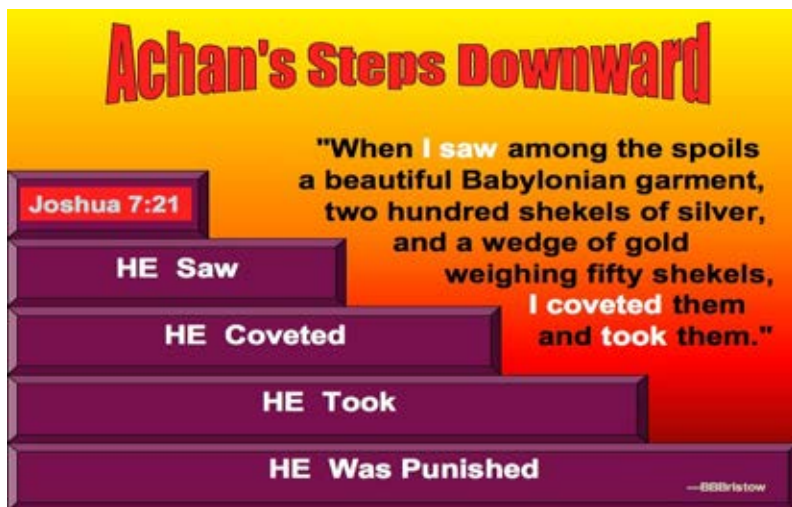 Achan's Steps Downward
"When I saw among the spoils
a beautiful Babylonian garment,
two hundred shekels of silver,
and a wedge of gold
weighing fifty shekels,
I coveted them
and took them."
Joshua 7:21
HE Saw
HE Coveted
HE Took
HE Was Punished
—BBBristow